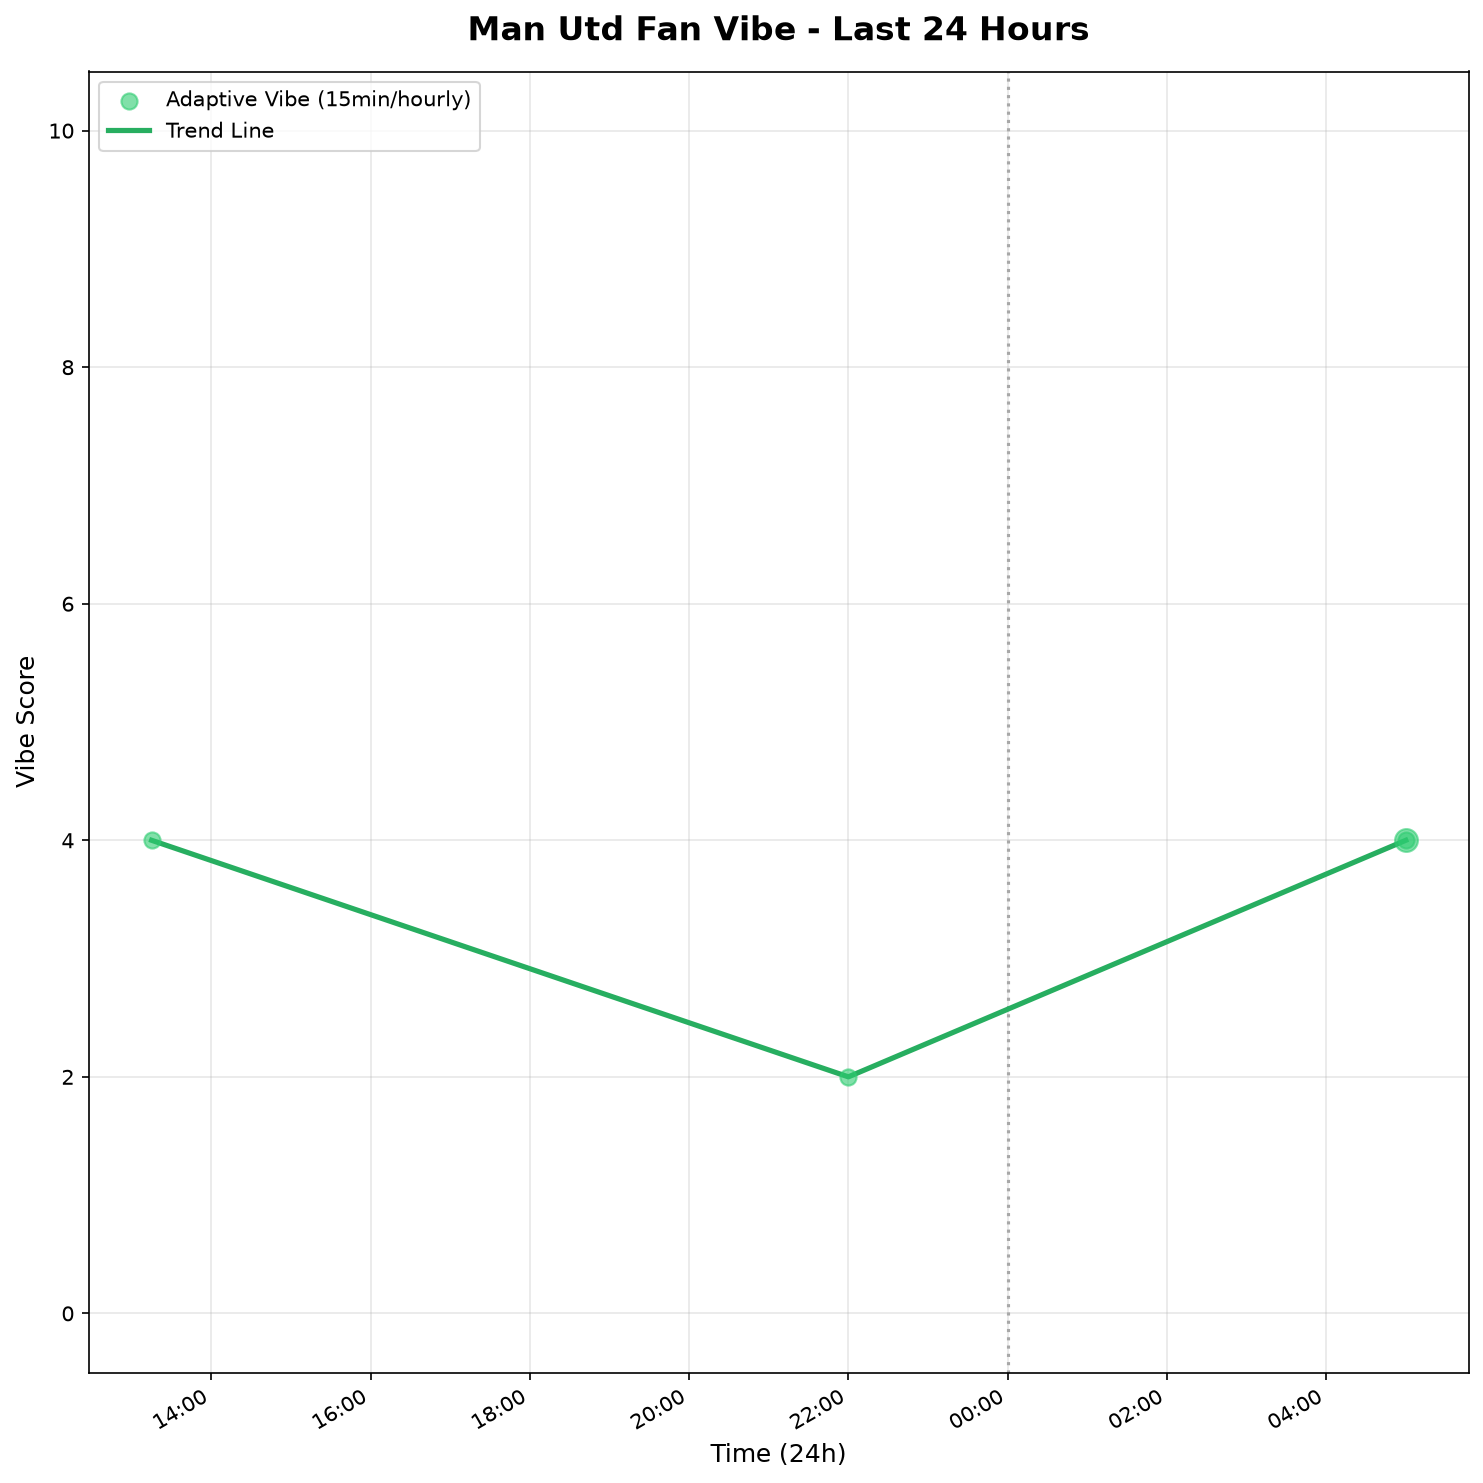 Man Utd Fan Vibe - Last 24 Hours
Adaptive Vibe (15min/hourly)
Trend Line
10
8
6
4
2
0
Vibe Score
14:00
16:00
18:00
20:00
22:00
00:00
02:00
04:00
Time (24h)